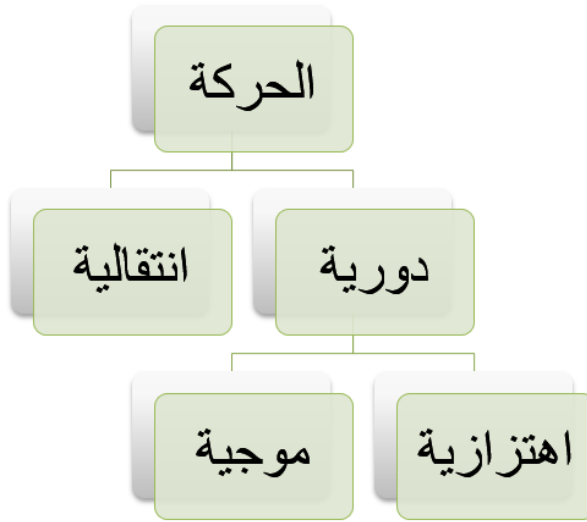 الحركة
دورية
انتقالية
اهتزازية
موجية